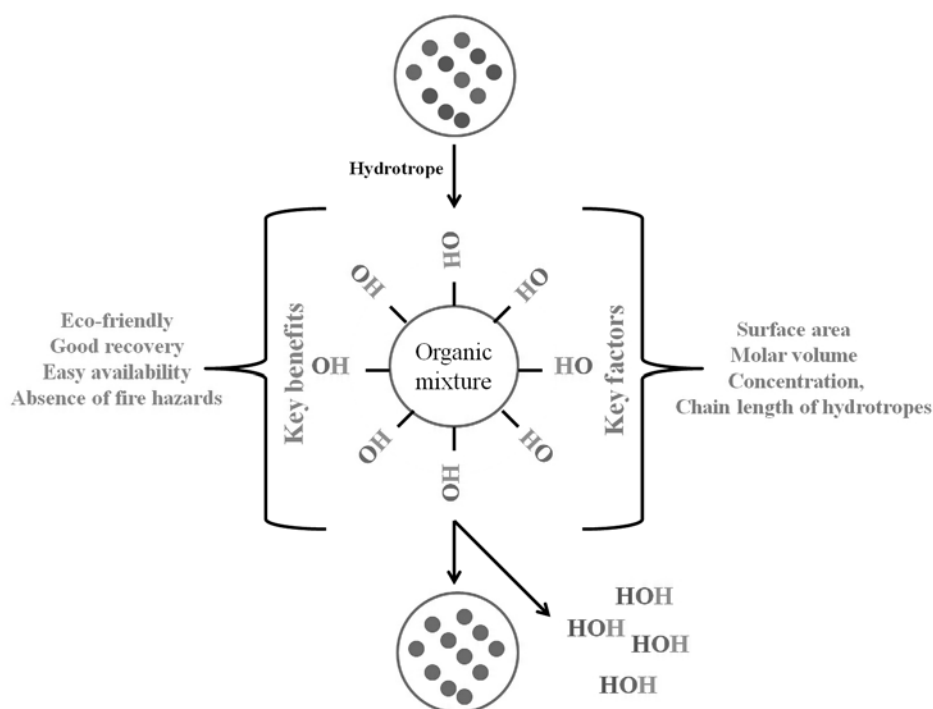 Hydrotrope
HO
OH
HO
Eco-friendly
Good recovery
Easy availability
Absence of fire hazards
Key benefits
OH
Organic
mixture
HO
Key factors
Surface area
Molar volume
Concentration,
Chain length of hydrotropes
OH
HO
OH
HOH
HOH
HOH
HOH